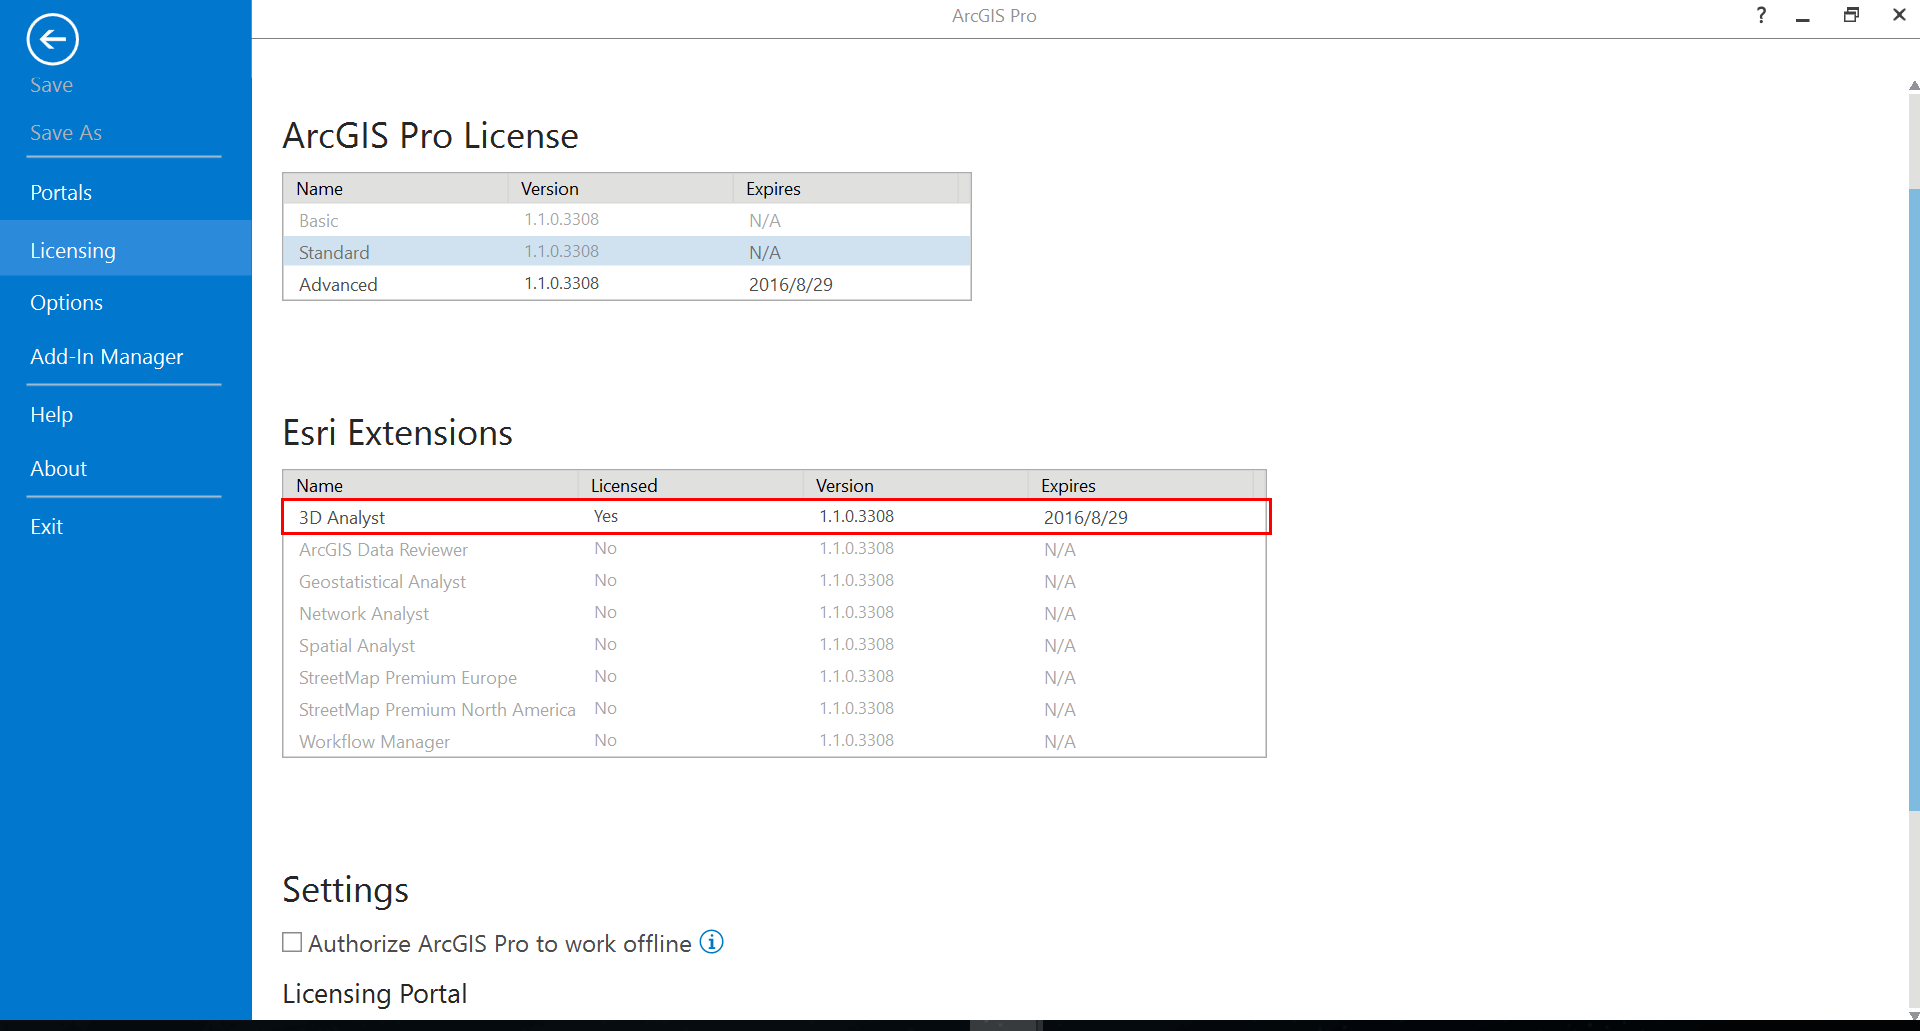 ArcGIS Pro
?
Save
Save As
Portals
Licensing
Options
Add-In Manager
Help
About
Exit
ArcGIS Pro License
Name Version Expires
Basic 1.1.0.3308 N/A
Standard 1.1.0.3308 N/A
Advanced 1.1.0.3308 2016/8/29
Esri Extensions
Name Licensed Version Expires
3D Analyst Yes 1.1.0.3308 2016/8/29
ArcGIS Data Reviewer No 1.1.0.3308 N/A
Geostatistical Analyst No 1.1.0.3308 N/A
Network Analyst No 1.1.0.3308 N/A
Spatial Analyst No 1.1.0.3308 N/A
StreetMap Premium Europe No 1.1.0.3308 N/A
StreetMap Premium North America No 1.1.0.3308 N/A
Workflow Manager No 1.1.0.3308 N/A
Settings
Authorize ArcGIS Pro to work offline
Licensing Portal